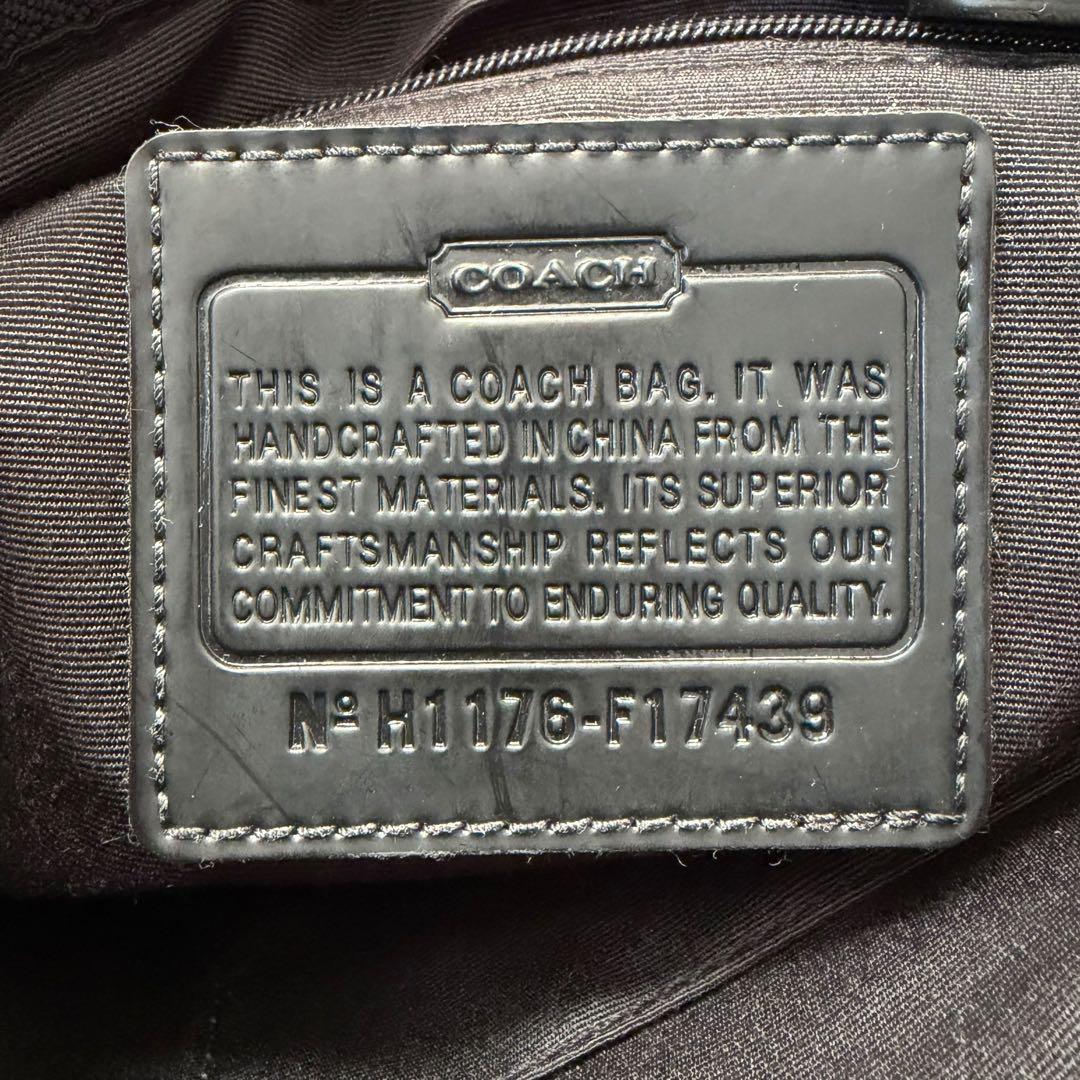 COACH
THIS IS A COACH BAG. IT WAS
HANDCRAFTED IN CHINA FROM THE
FINEST MATERIALS. ITS SUPERIOR
CRAFTSMANSHIP REFLECTS OUR
COMMITMENT TO ENDURING QUALITY.
Nº H1176-F17439